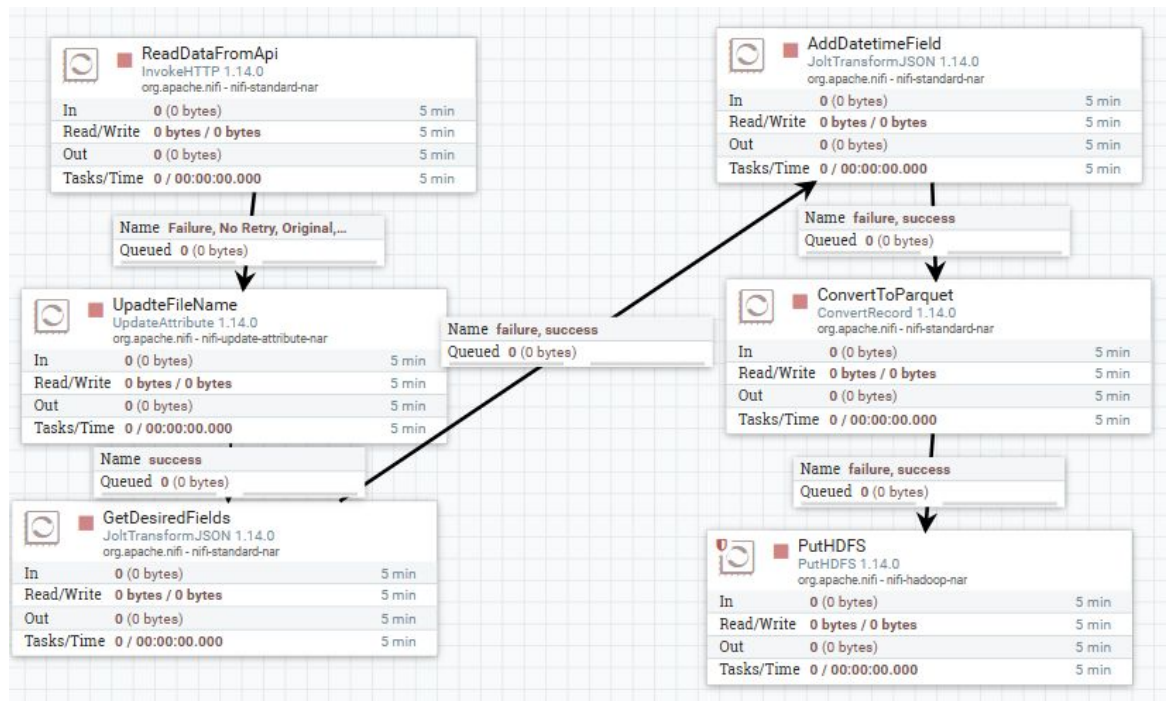 ReadDataFromApi
InvokeHTTP 1.14.0
org.apache.nifi - nifi-standard-nar
In 0 (0 bytes) 5 min
Read/Write 0 bytes / 0 bytes 5 min
Out 0 (0 bytes) 5 min
Tasks/Time 0 / 00:00:00.000 5 min
Name Failure, No Retry, Original,...
Queued 0 (0 bytes)
UpadteFileName
UpdateAttribute 1.14.0
org.apache.nifi - nifi-update-attribute-nar
In 0 (0 bytes) 5 min
Read/Write 0 bytes / 0 bytes 5 min
Out 0 (0 bytes) 5 min
Tasks/Time 0 / 00:00:00.000 5 min
Name success
Queued 0 (0 bytes)
GetDesiredFields
JoltTransformJSON 1.14.0
org.apache.nifi - nifi-standard-nar
In 0 (0 bytes) 5 min
Read/Write 0 bytes / 0 bytes 5 min
Out 0 (0 bytes) 5 min
Tasks/Time 0 / 00:00:00.000 5 min
Name failure, success
Queued 0 (0 bytes)
AddDatetimeField
JoltTransformJSON 1.14.0
org.apache.nifi - nifi-standard-nar
In 0 (0 bytes) 5 min
Read/Write 0 bytes / 0 bytes 5 min
Out 0 (0 bytes) 5 min
Tasks/Time 0 / 00:00:00.000 5 min
Name failure, success
Queued 0 (0 bytes)
ConvertToParquet
ConvertRecord 1.14.0
org.apache.nifi - nifi-standard-nar
In 0 (0 bytes) 5 min
Read/Write 0 bytes / 0 bytes 5 min
Out 0 (0 bytes) 5 min
Tasks/Time 0 / 00:00:00.000 5 min
Name failure, success
Queued 0 (0 bytes)
PutHDFS
PutHDFS 1.14.0
org.apache.nifi - nifi-hadoop-nar
In 0 (0 bytes) 5 min
Read/Write 0 bytes / 0 bytes 5 min
Out 0 (0 bytes) 5 min
Tasks/Time 0 / 00:00:00.000 5 min